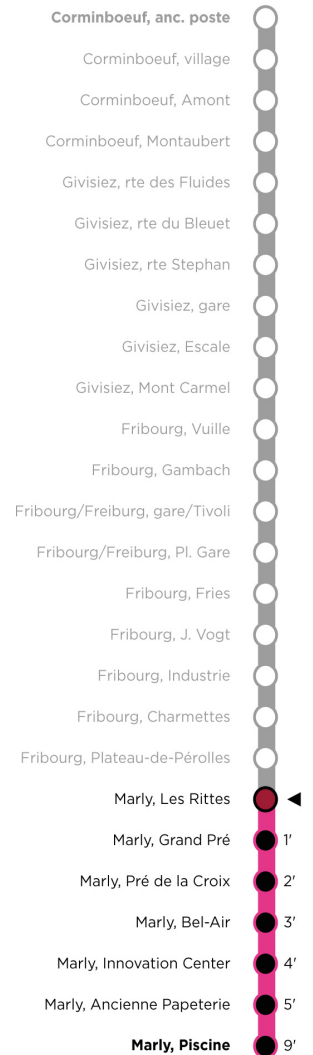 Corminboeuf, anc. poste
Corminboeuf, village
Corminboeuf, Amont
Corminboeuf, Montaubert
Givisiez, rte des Fluides
Givisiez, rte du Bleuet
Givisiez, rte Stephan
Givisiez, gare
Givisiez, Escale
Givisiez, Mont Carmel
Fribourg, Vuille
Fribourg, Gambach
Fribourg/Freiburg, gare/Tivoli
Fribourg/Freiburg, Pl. Gare
Fribourg, Fries
Fribourg, J. Vogt
Fribourg, Industrie
Fribourg, Charmettes
Fribourg, Plateau-de-Pérolles
Marly, Les Rittes
Marly, Grand Pré 1'
Marly, Pré de la Croix 2'
Marly, Bel-Air 3'
Marly, Innovation Center 4'
Marly, Ancienne Papeterie 5'
Marly, Piscine 9'